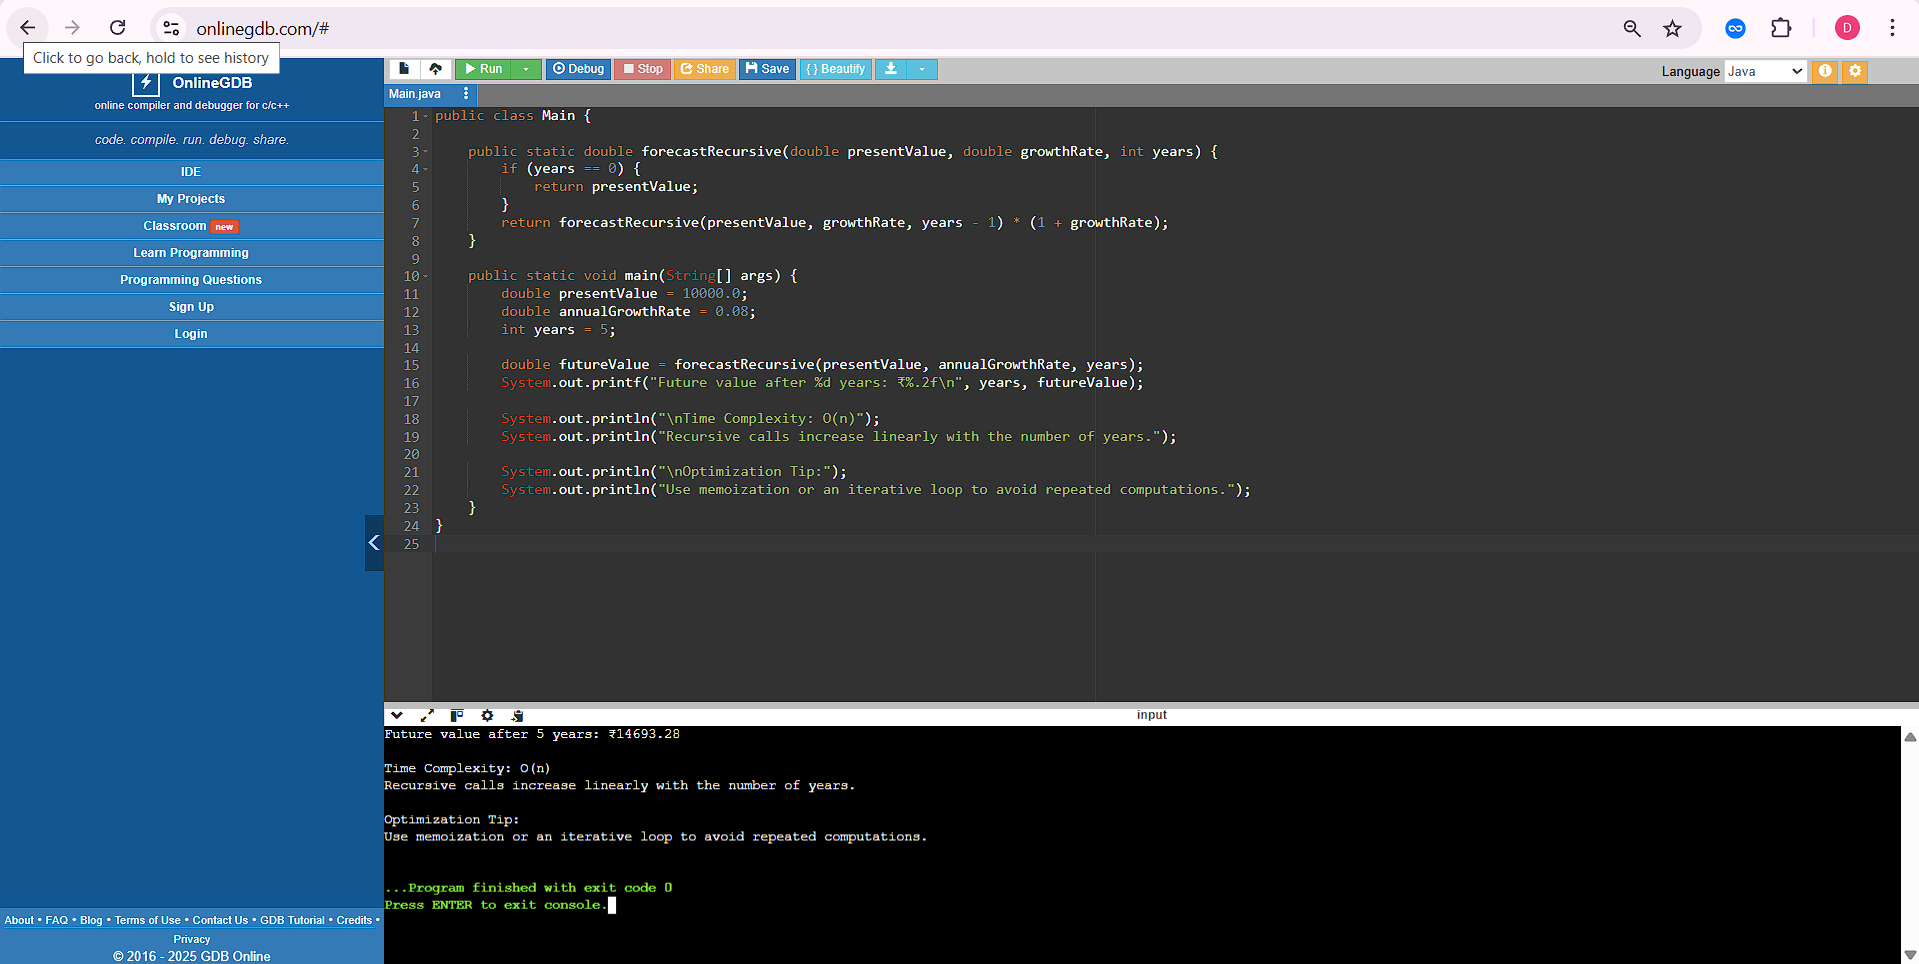 onlinegdb.com/#
D
Click to go back, hold to see history
OnlineGDB
online compiler and debugger for c/c++
code. compile. run. debug. share.
IDE
My Projects
Classroom new
Learn Programming
Programming Questions
Sign Up
Login
About • FAQ • Blog • Terms of Use • Contact Us • GDB Tutorial • Credits •
Privacy
© 2016 - 2025 GDB Online
Run Debug Stop Share Save { } Beautify
Language Java
Main.java
1 public class Main {
2
3     public static double forecastRecursive(double presentValue, double growthRate, int years) {
4         if (years == 0) {
5             return presentValue;
6         }
7         return forecastRecursive(presentValue, growthRate, years - 1) * (1 + growthRate);
8     }
9
10     public static void main(String[] args) {
11         double presentValue = 10000.0;
12         double annualGrowthRate = 0.08;
13         int years = 5;
14
15         double futureValue = forecastRecursive(presentValue, annualGrowthRate, years);
16         System.out.printf("Future value after %d years: ₹%.2f\n", years, futureValue);
17
18         System.out.println("\nTime Complexity: O(n)");
19         System.out.println("Recursive calls increase linearly with the number of years.");
20
21         System.out.println("\nOptimization Tip:");
22         System.out.println("Use memoization or an iterative loop to avoid repeated computations.");
23     }
24 }
25
input
Future value after 5 years: ₹14693.28
Time Complexity: O(n)
Recursive calls increase linearly with the number of years.
Optimization Tip:
Use memoization or an iterative loop to avoid repeated computations.
...Program finished with exit code 0
Press ENTER to exit console.